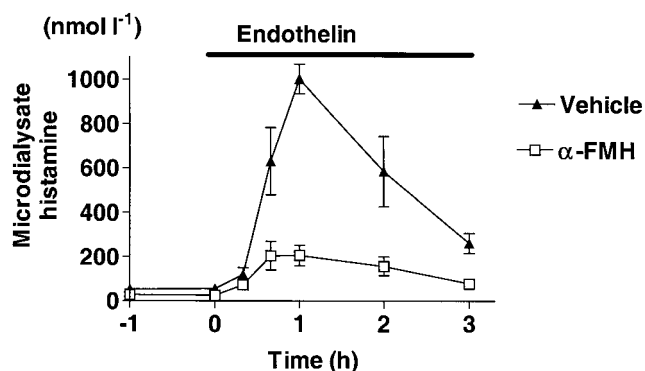 (nmol l⁻¹)
Endothelin
Microdialysate
histamine
1000
800
600
400
200
0
-1
0
1
2
3
Time (h)
Vehicle
α-FMH